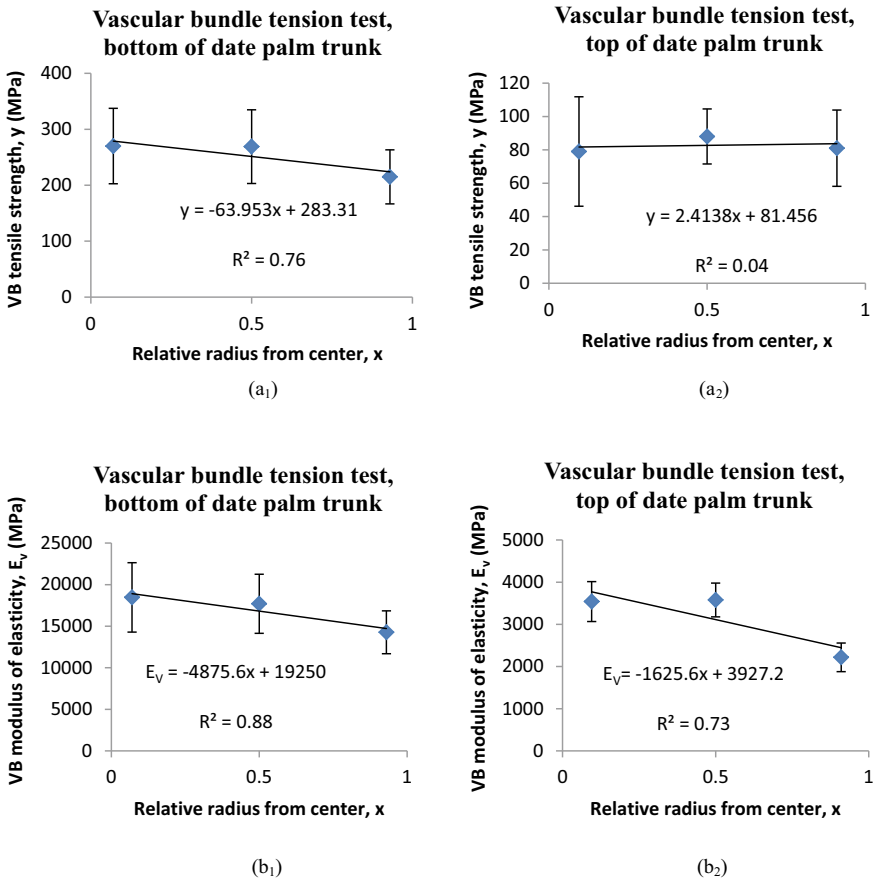 Vascular bundle tension test,
bottom of date palm trunk
VB tensile strength, y (MPa)
400
300
200
100
0
y = -63.953x + 283.31
R² = 0.76
0
0.5
1
Relative radius from center, x
(a₁)
Vascular bundle tension test,
top of date palm trunk
VB tensile strength, y (MPa)
120
100
80
60
40
20
0
y = 2.4138x + 81.456
R² = 0.04
0
0.5
1
Relative radius from center, x
(a₂)
Vascular bundle tension test,
bottom of date palm trunk
VB modulus of elasticity, Eᵥ (MPa)
25000
20000
15000
10000
5000
0
E_V = -4875.6x + 19250
R² = 0.88
0
0.5
1
Relative radius from center, x
(b₁)
Vascular bundle tension test,
top of date palm trunk
VB modulus of elasticity, Eᵥ (MPa)
5000
4000
3000
2000
1000
0
E_V= -1625.6x + 3927.2
R² = 0.73
0
0.5
1
Relative radius from center, x
(b₂)